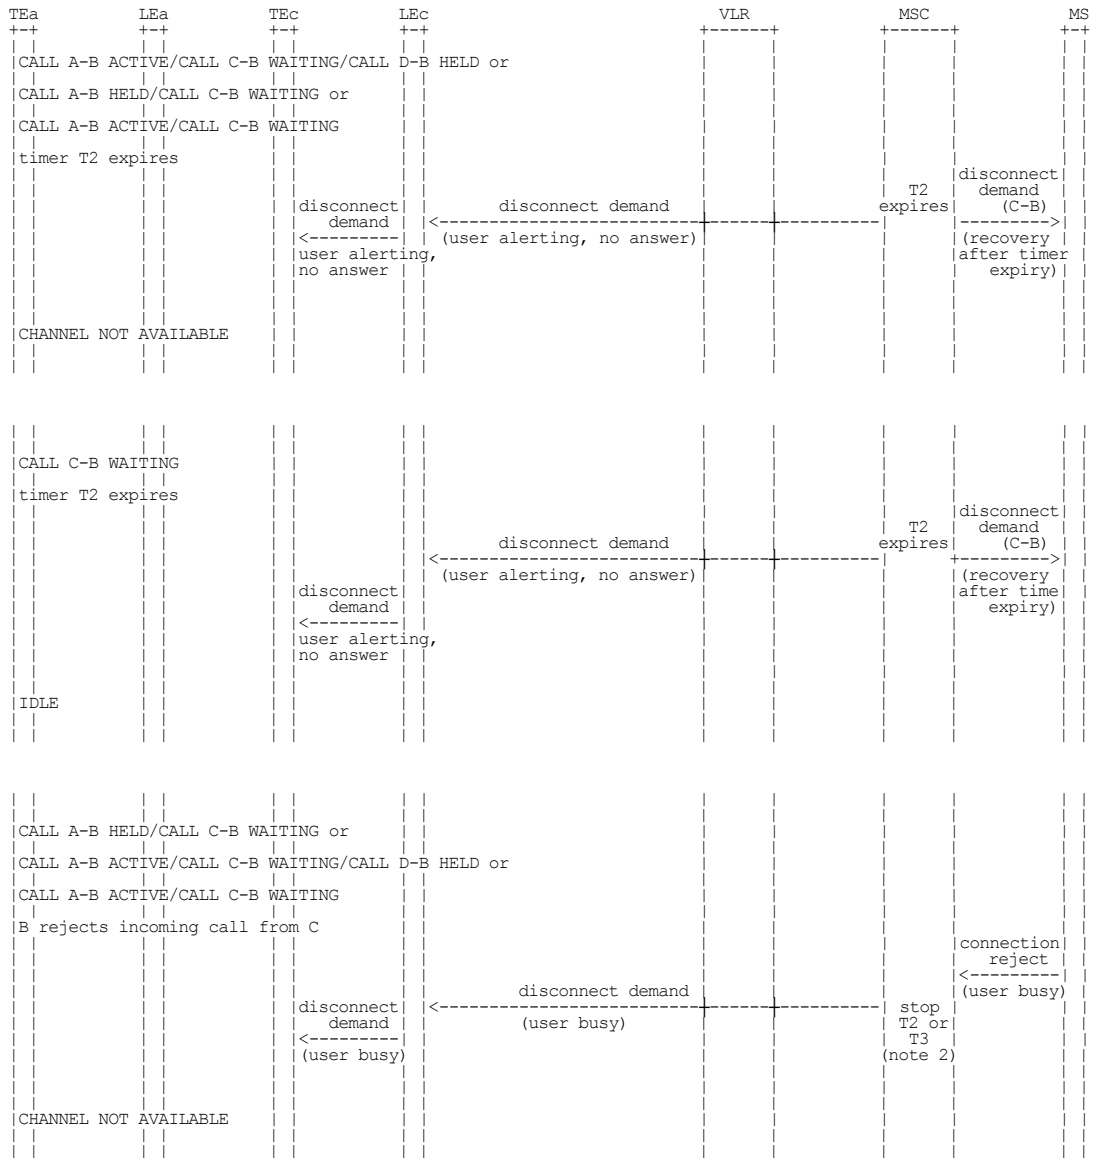 TEa LEa TEc LEc VLR MSC MS
CALL A-B ACTIVE/CALL C-B WAITING/CALL D-B HELD or
CALL A-B HELD/CALL C-B WAITING or
CALL A-B ACTIVE/CALL C-B WAITING
timer T2 expires
disconnect
T2 demand
disconnect disconnect demand expires (C-B)
demand
(user alerting, no answer) (recovery
user alerting, after timer
no answer expiry)
CHANNEL NOT AVAILABLE
CALL C-B WAITING
timer T2 expires
disconnect
T2 demand
disconnect demand expires (C-B)
(user alerting, no answer) (recovery
disconnect after time
demand expiry)
user alerting,
no answer
IDLE
CALL A-B HELD/CALL C-B WAITING or
CALL A-B ACTIVE/CALL C-B WAITING/CALL D-B HELD or
CALL A-B ACTIVE/CALL C-B WAITING
B rejects incoming call from C
connection
reject
disconnect demand (user busy)
disconnect stop
demand (user busy) T2 or
T3
(user busy) (note 2)
CHANNEL NOT AVAILABLE